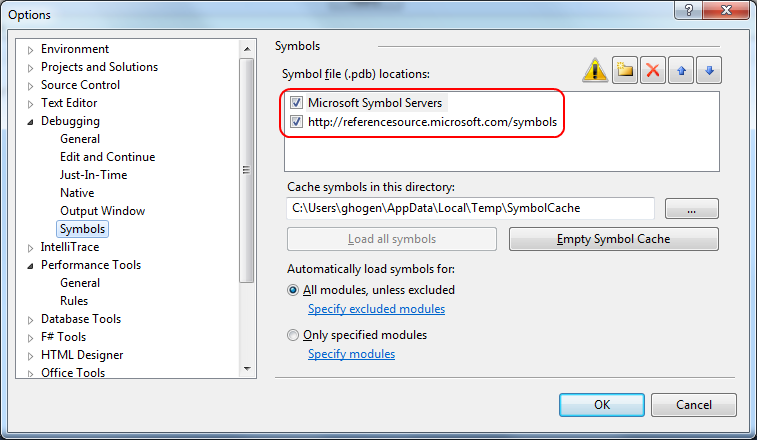 Options
Environment
Projects and Solutions
Source Control
Text Editor
Debugging
General
Edit and Continue
Just-In-Time
Native
Output Window
Symbols
IntelliTrace
Performance Tools
General
Rules
Database Tools
F# Tools
HTML Designer
Office Tools
Symbols
Symbol file (.pdb) locations:
Microsoft Symbol Servers
http://referencesource.microsoft.com/symbols
Cache symbols in this directory:
C:\Users\ghogen\AppData\Local\Temp\SymbolCache
...
Load all symbols
Empty Symbol Cache
Automatically load symbols for:
All modules, unless excluded
Specify excluded modules
Only specified modules
Specify modules
OK
Cancel